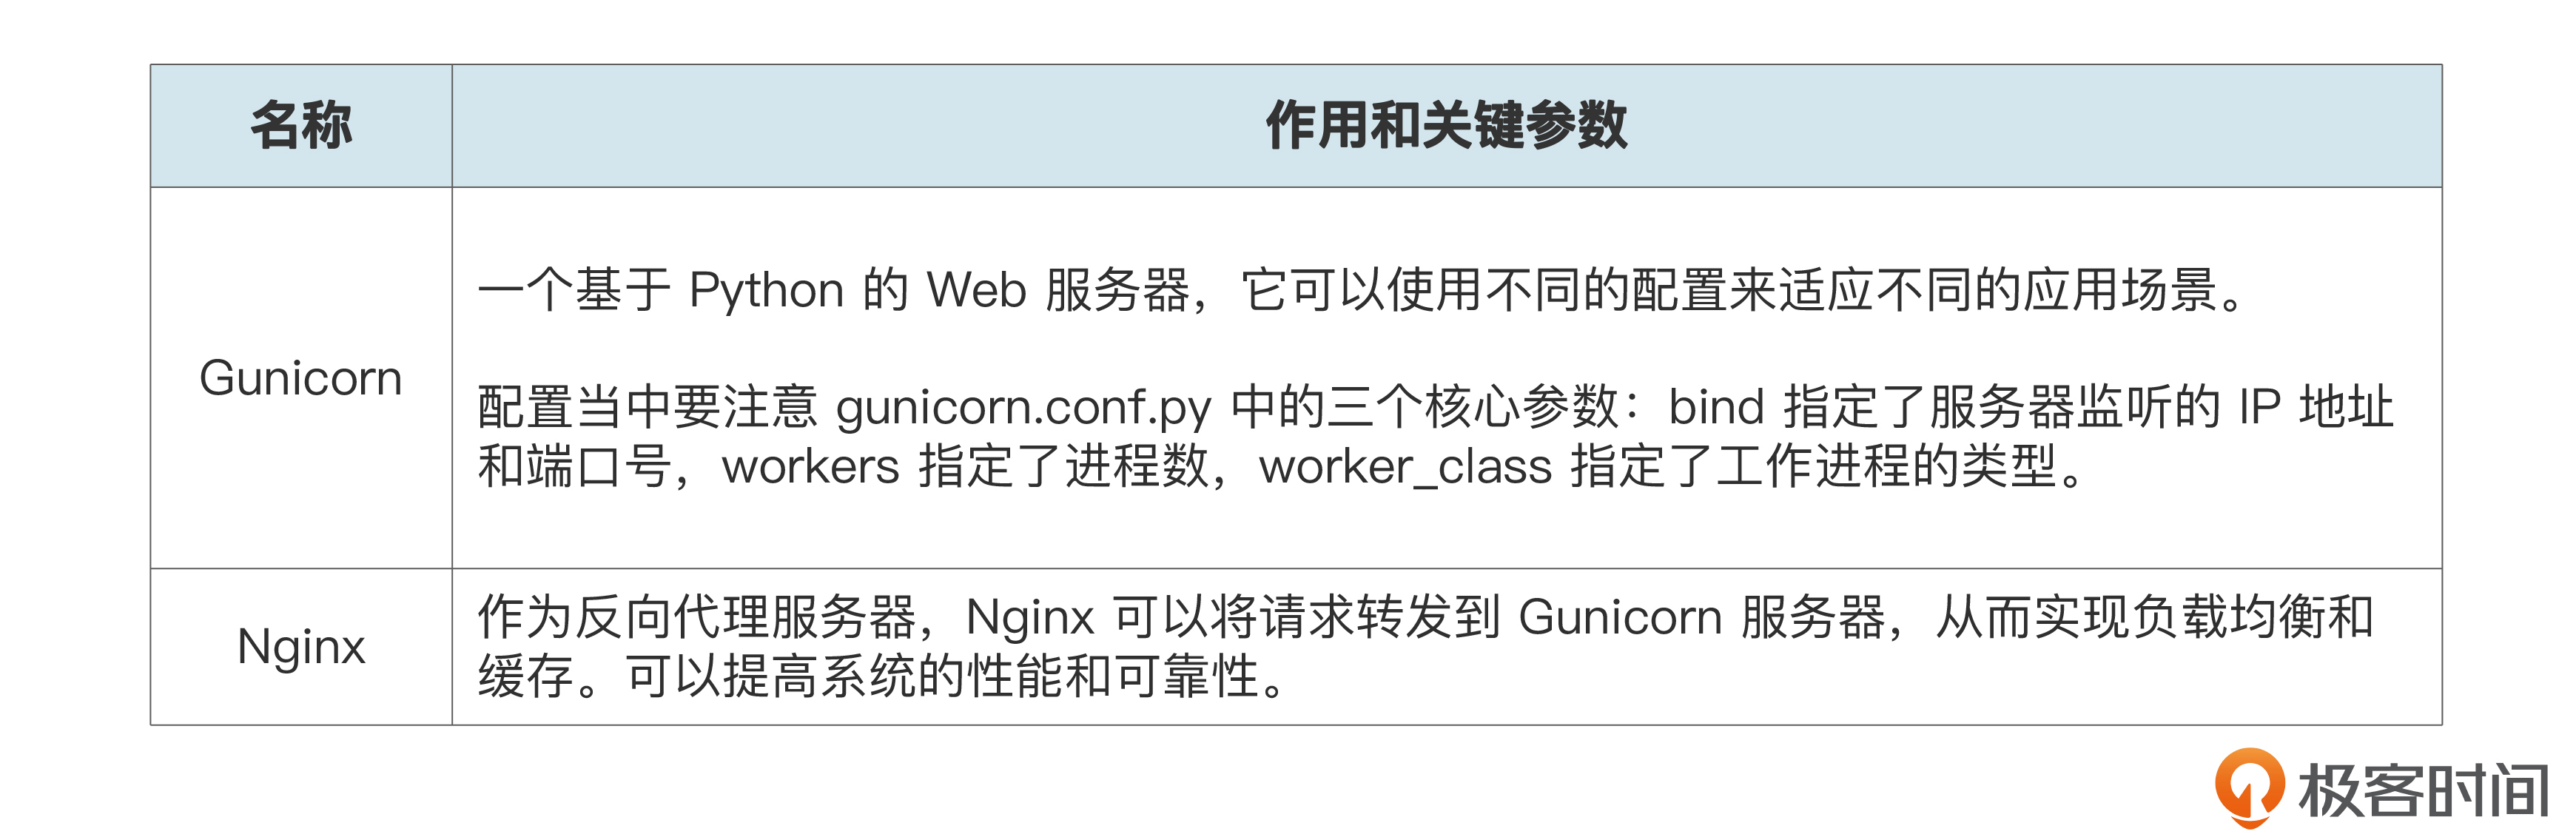 名称
作用和关键参数
Gunicorn
一个基于 Python 的 Web 服务器，它可以使用不同的配置来适应不同的应用场景。
配置当中要注意 gunicorn.conf.py 中的三个核心参数：bind 指定了服务器监听的 IP 地址
和端口号，workers 指定了进程数，worker_class 指定了工作进程的类型。
Nginx
作为反向代理服务器，Nginx 可以将请求转发到 Gunicorn 服务器，从而实现负载均衡和
缓存。可以提高系统的性能和可靠性。
极客时间